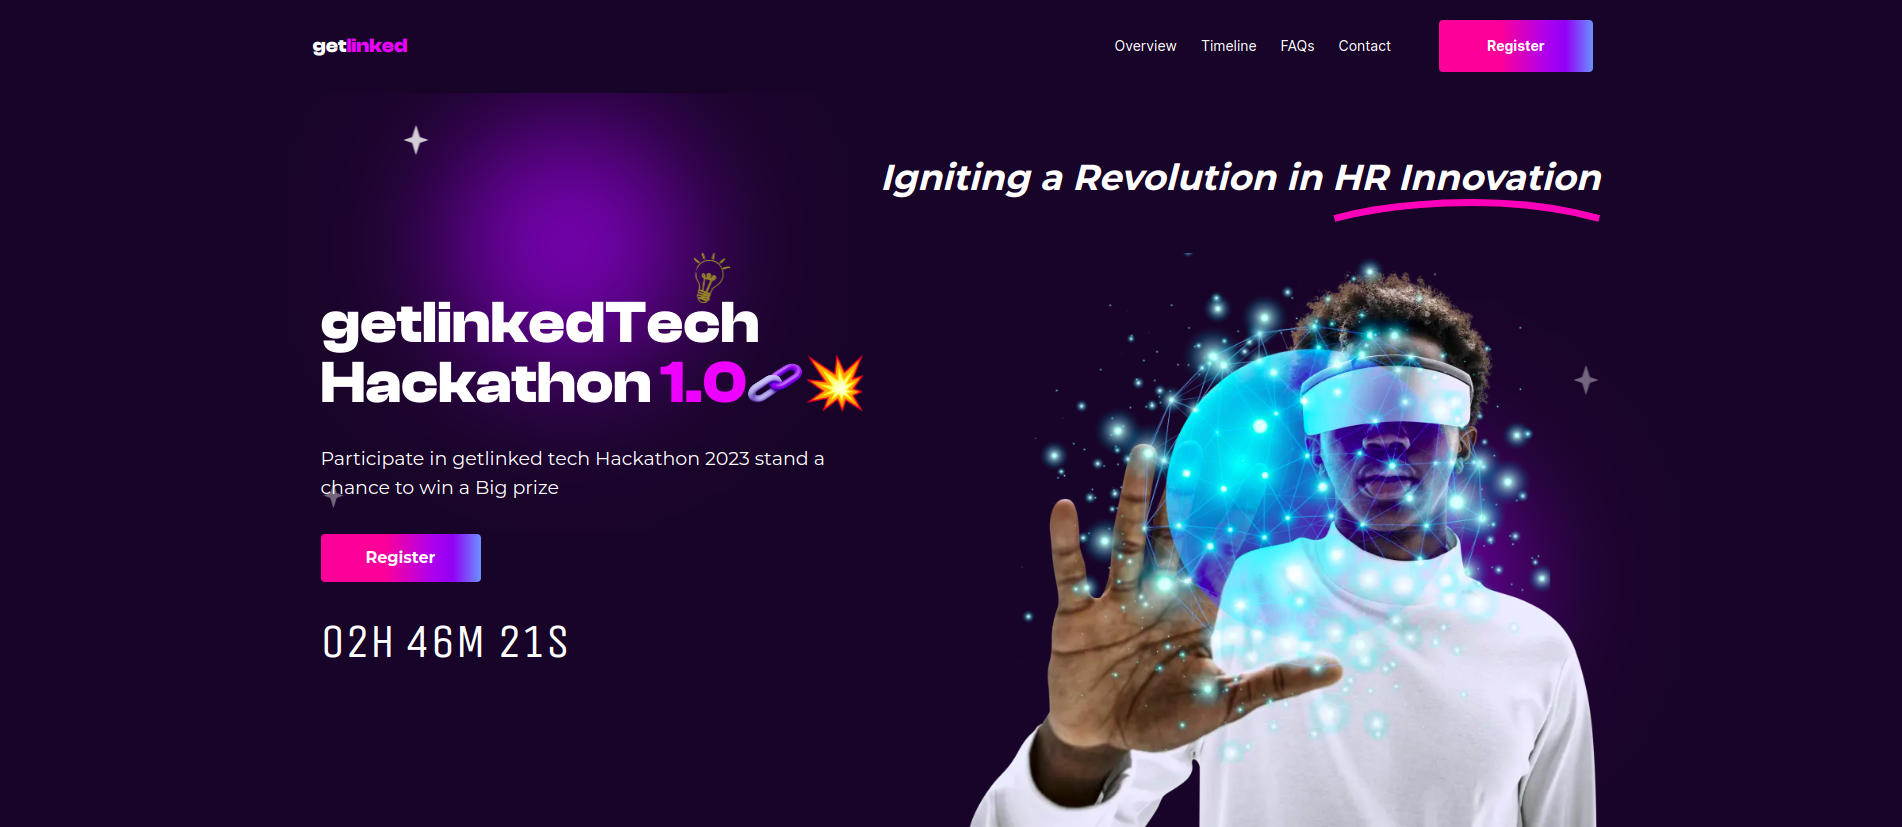 getlinked
Overview Timeline FAQs Contact Register
Igniting a Revolution in HR Innovation
getlinkedTech
Hackathon 1.0🔗💥
Participate in getlinked tech Hackathon 2023 stand a
chance to win a Big prize
Register
02H 46M 21S